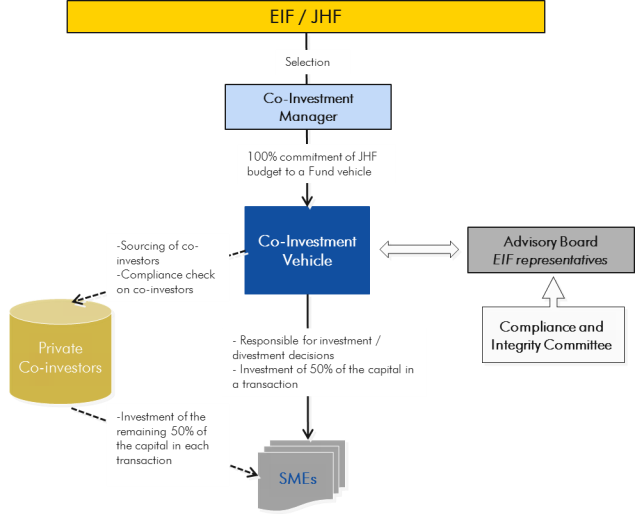 EIF / JHF
Selection
Co-Investment
Manager
100% commitment of JHF
budget to a Fund vehicle
Co-Investment
Vehicle
Advisory Board
EIF representatives
-Sourcing of co-
investors
-Compliance check
on co-investors
Compliance and
Integrity Committee
Private
Co-investors
- Responsible for investment /
divestment decisions
- Investment of 50% of the capital in
a transaction
-Investment of the
remaining 50% of
the capital in each
transaction
SMEs